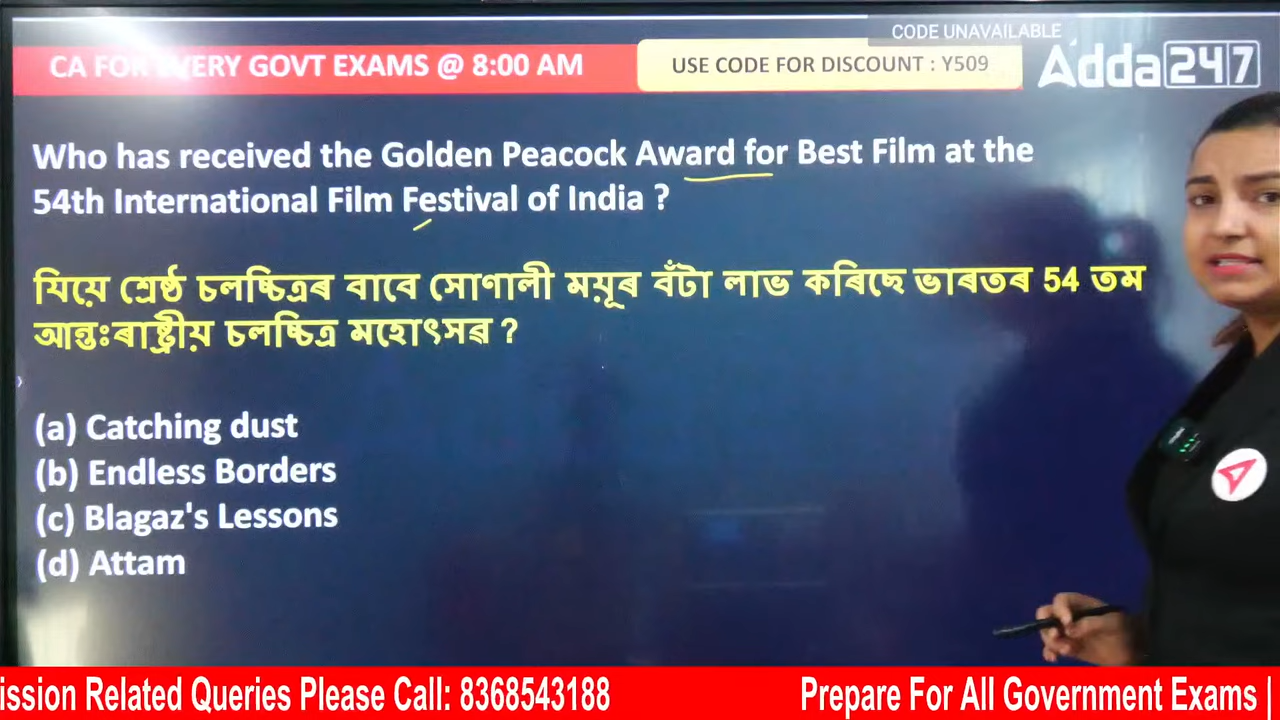 CODE UNAVAILABLE
CA FOR EVERY GOVT EXAMS @ 8:00 AM
USE CODE FOR DISCOUNT : Y509
Adda247
Who has received the Golden Peacock Award for Best Film at the
54th International Film Festival of India ?
যিয়ে শ্ৰেষ্ঠ চলচ্চিত্ৰৰ বাবে সোণালী ময়ূৰ বঁটা লাভ কৰিছে ভাৰতৰ 54 তম
আন্তঃৰাষ্ট্ৰীয় চলচ্চিত্ৰ মহোৎসৱ ?
(a) Catching dust
(b) Endless Borders
(c) Blagaz's Lessons
(d) Attam
ission Related Queries Please Call: 8368543188
Prepare For All Government Exams |